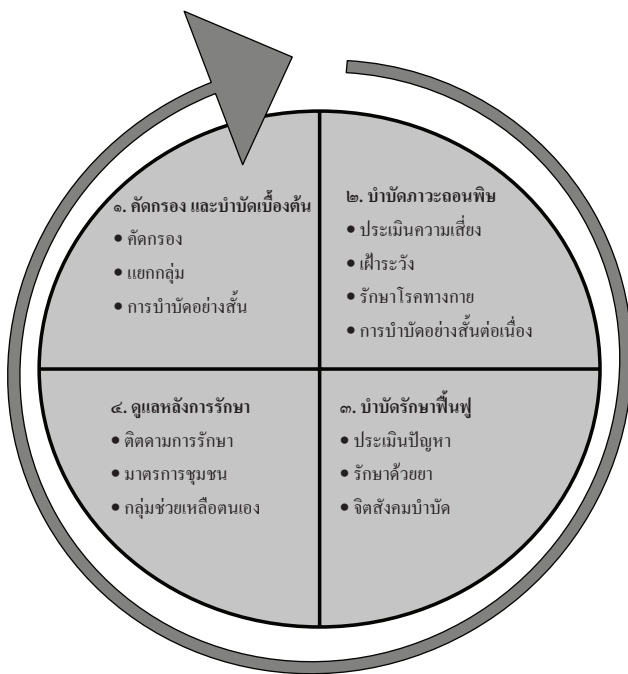 ๑. คัดกรอง และบำบัดเบื้องต้น
• คัดกรอง
• แยกกลุ่ม
• การบำบัดอย่างสั้น
๒. บำบัดภาวะถอนพิษ
• ประเมินความเสี่ยง
• เฝ้าระวัง
• รักษาโรคทางกาย
• การบำบัดอย่างสั้นต่อเนื่อง
๓. บำบัดรักษาฟื้นฟู
• ประเมินปัญหา
• รักษาด้วยยา
• จิตสังคมบำบัด
๔. ดูแลหลังการรักษา
• ติดตามการรักษา
• มาตรการชุมชน
• กลุ่มช่วยเหลือตนเอง